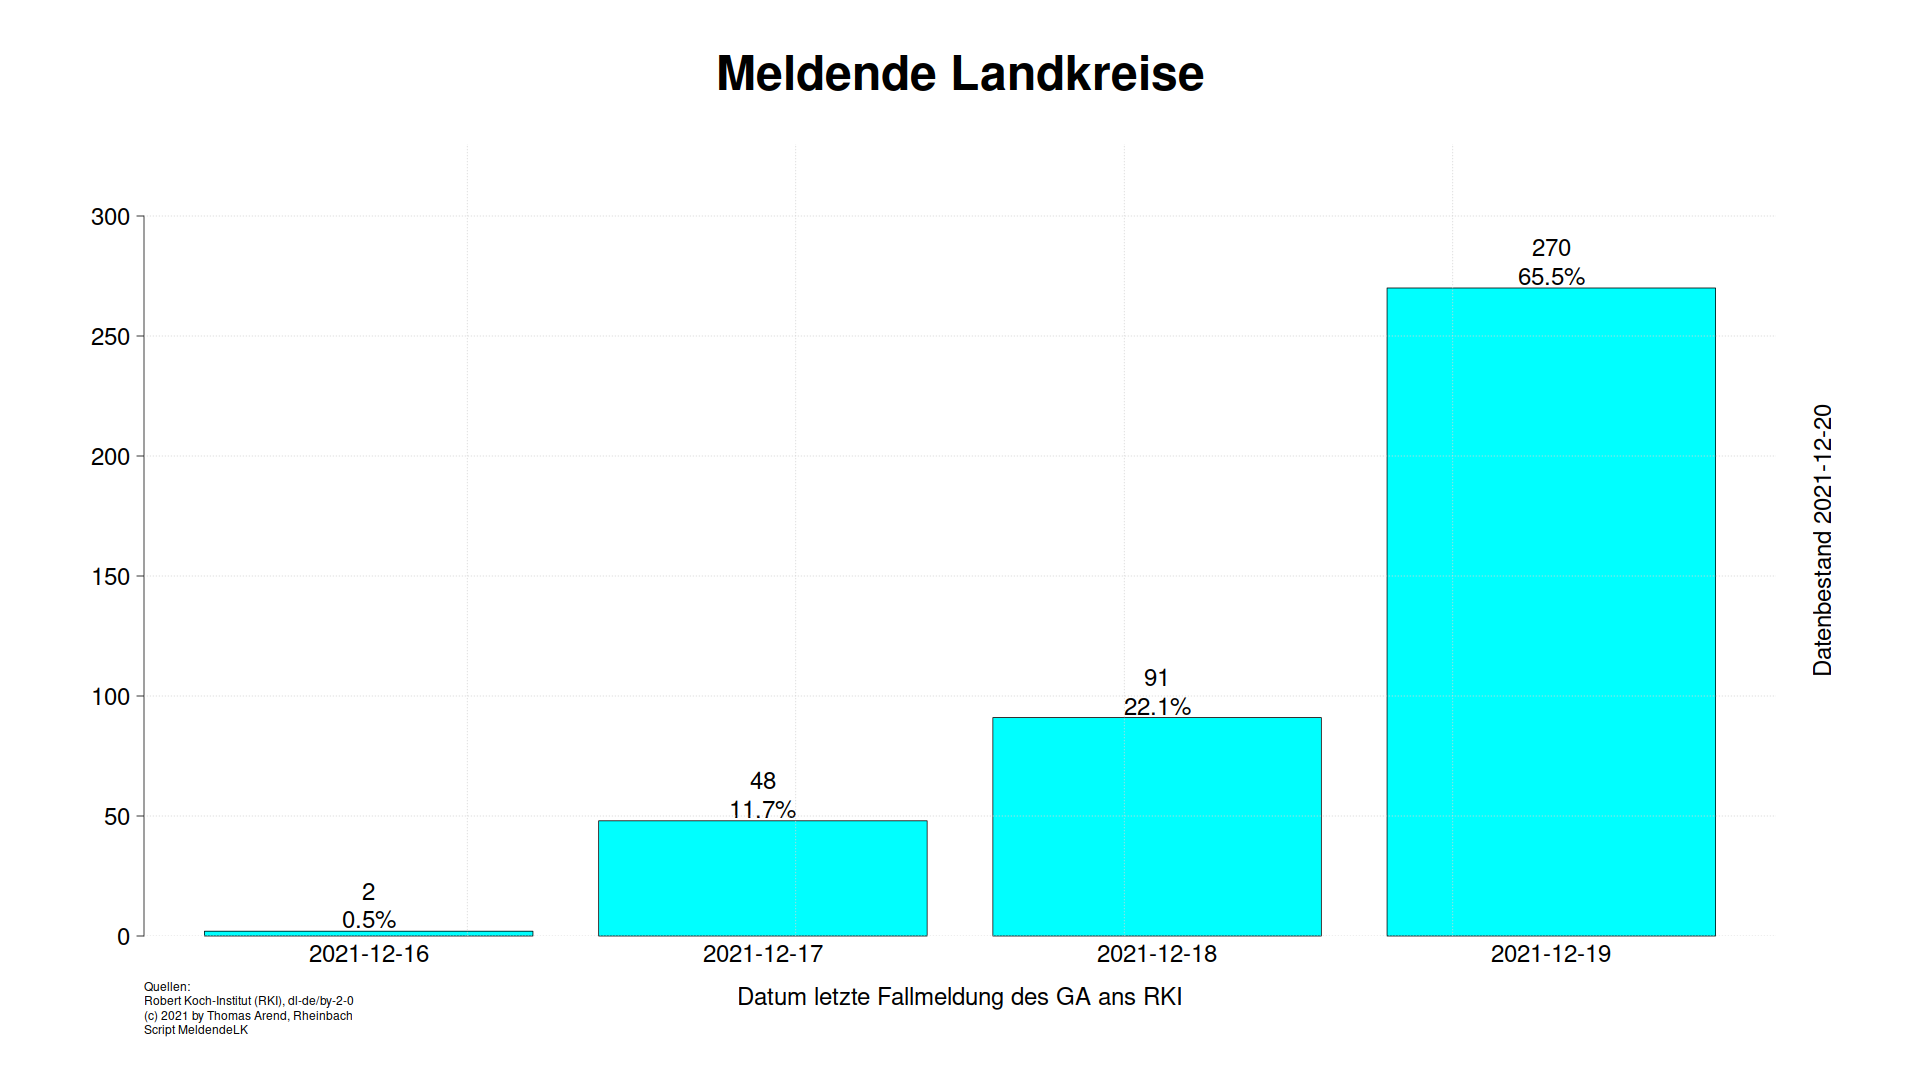 Meldende Landkreise
300
250
200
150
100
50
0
2
0.5%
48
11.7%
91
22.1%
270
65.5%
2021-12-16
2021-12-17
2021-12-18
2021-12-19
Datum letzte Fallmeldung des GA ans RKI
Datenbestand 2021-12-20
Quellen:
Robert Koch-Institut (RKI), dl-de/by-2-0
(c) 2021 by Thomas Arend, Rheinbach
Script MeldendeLK